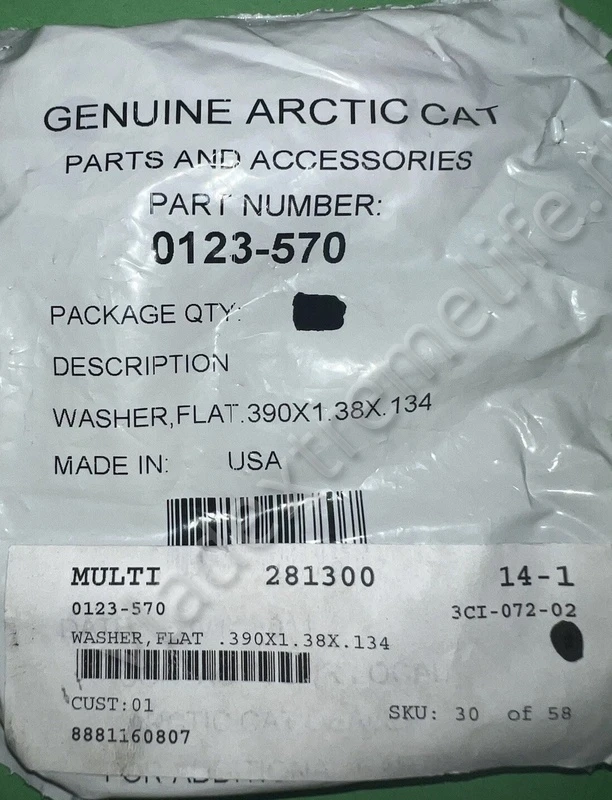 GENUINE ARCTIC CAT
PARTS AND ACCESSORIES
PART NUMBER:
0123-570
PACKAGE QTY:
DESCRIPTION
WASHER,FLAT.390X1.38X.134
MADE IN: USA
MULTI 281300 14-1
0123-570 3CI-072-02
WASHER,FLAT .390X1.38X.134
CUST:01
SKU: 30 of 58
8881160807